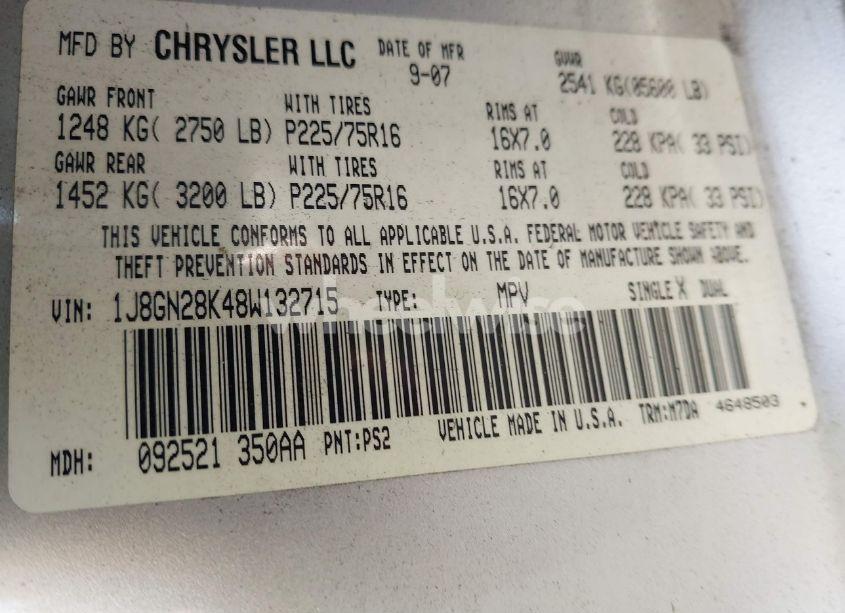 MFD BY CHRYSLER LLC DATE OF MFR GVWR
9-07 2541 KG(05600 LB)
GAWR FRONT WITH TIRES RIMS AT COLD
1248 KG( 2750 LB) P225/75R16 16X7.0 228 KPA( 33 PSI)
GAWR REAR WITH TIRES RIMS AT COLD
1452 KG( 3200 LB) P225/75R16 16X7.0 228 KPA( 33 PSI)
THIS VEHICLE CONFORMS TO ALL APPLICABLE U.S.A. FEDERAL MOTOR VEHICLE SAFETY AND
THEFT PREVENTION STANDARDS IN EFFECT ON THE DATE OF MANUFACTURE SHOWN ABOVE.
VIN: 1J8GN28K48W132715 TYPE: MPV SINGLE X DUAL
wheelwise
MDH: 092521 350AA PNT:PS2 VEHICLE MADE IN U.S.A. TRM:M7DA 4648503